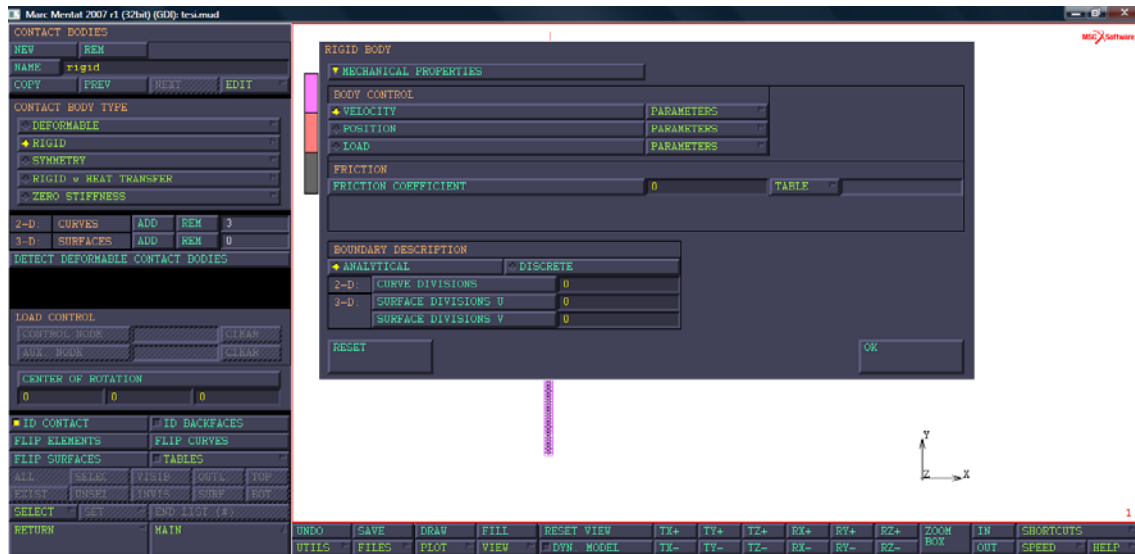 Marc Mentat 2007 r1 (32bit) (GDI): tesi.mud
CONTACT BODIES
NEW REM
NAME rigid
COPY PREV NEXT EDIT
CONTACT BODY TYPE
DEFORMABLE
RIGID
SYMMETRY
RIGID w HEAT TRANSFER
ZERO STIFFNESS
2-D: CURVES ADD REM 3
3-D: SURFACES ADD REM 0
DETECT DEFORMABLE CONTACT BODIES
LOAD CONTROL
CONTROL NODE CLEAR
AUX. NODE CLEAR
CENTER OF ROTATION
0 0 0
ID CONTACT ID BACKFACES
FLIP ELEMENTS FLIP CURVES
FLIP SURFACES TABLES
ALL SELEC VISIB OUTL TOP
EXIST UNSEL INVIS SURF BOT
SELECT SET END LIST (#)
RETURN MAIN
MSC Software
RIGID BODY
MECHANICAL PROPERTIES
BODY CONTROL
VELOCITY PARAMETERS
POSITION PARAMETERS
LOAD PARAMETERS
FRICTION
FRICTION COEFFICIENT 0 TABLE
BOUNDARY DESCRIPTION
ANALYTICAL DISCRETE
2-D: CURVE DIVISIONS 0
3-D: SURFACE DIVISIONS U 0
SURFACE DIVISIONS V 0
RESET OK
Y
Z X
1
UNDO SAVE DRAW FILL RESET VIEW TX+ TY+ TZ+ RX+ RY+ RZ+ ZOOM BOX IN SHORTCUTS
UTILS FILES PLOT VIEW DYN. MODEL TX- TY- TZ- RX- RY- RZ- OUT SPEED HELP